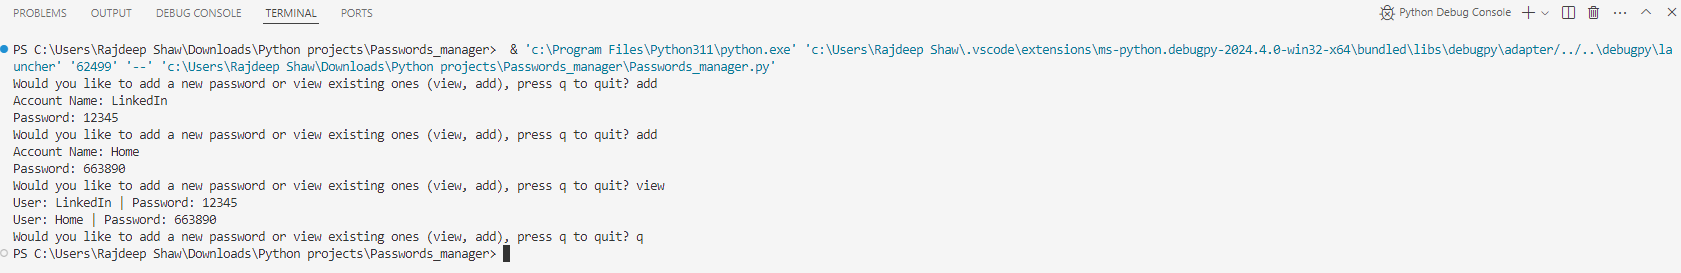 PROBLEMS OUTPUT DEBUG CONSOLE TERMINAL PORTS Python Debug Console
PS C:\Users\Rajdeep Shaw\Downloads\Python projects\Passwords_manager>  & 'c:\Program Files\Python311\python.exe' 'c:\Users\Rajdeep Shaw\.vscode\extensions\ms-python.debugpy-2024.4.0-win32-x64\bundled\libs\debugpy\adapter/../..\debugpy\la
uncher' '62499' '--' 'c:\Users\Rajdeep Shaw\Downloads\Python projects\Passwords_manager\Passwords_manager.py'
Would you like to add a new password or view existing ones (view, add), press q to quit? add
Account Name: LinkedIn
Password: 12345
Would you like to add a new password or view existing ones (view, add), press q to quit? add
Account Name: Home
Password: 663890
Would you like to add a new password or view existing ones (view, add), press q to quit? view
User: LinkedIn | Password: 12345
User: Home | Password: 663890
Would you like to add a new password or view existing ones (view, add), press q to quit? q
PS C:\Users\Rajdeep Shaw\Downloads\Python projects\Passwords_manager>